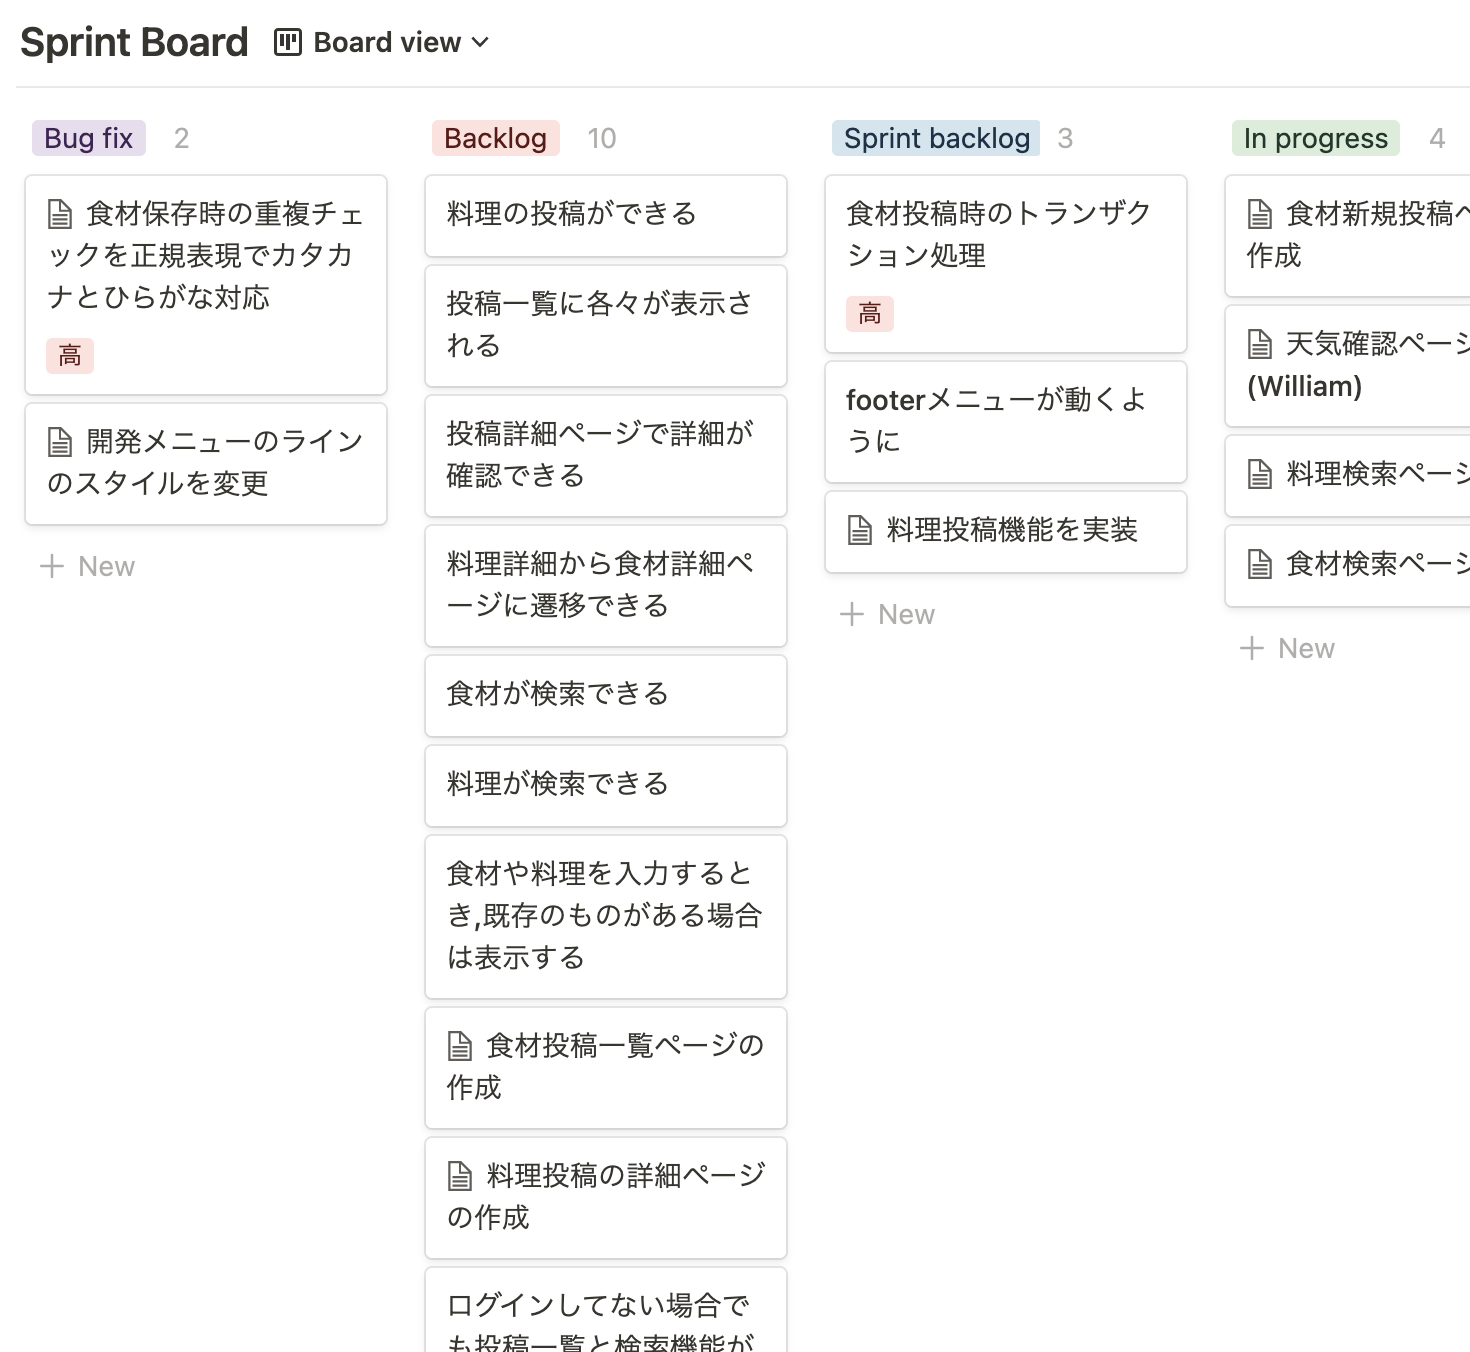 Sprint Board Board view
Bug fix 2
食材保存時の重複チェ
ックを正規表現でカタカ
ナとひらがな対応
高
開発メニューのライン
のスタイルを変更
New
Backlog 10
料理の投稿ができる
投稿一覧に各々が表示さ
れる
投稿詳細ページで詳細が
確認できる
料理詳細から食材詳細ペ
ージに遷移できる
食材が検索できる
料理が検索できる
食材や料理を入力すると
き,既存のものがある場合
は表示する
食材投稿一覧ページの
作成
料理投稿の詳細ページ
の作成
ログインしてない場合で
も投稿一覧と検索機能が
Sprint backlog 3
食材投稿時のトランザク
ション処理
高
footerメニューが動くよ
うに
料理投稿機能を実装
New
In progress 4
食材新規投稿ペ
作成
天気確認ページ
(William)
料理検索ページ
食材検索ページ
New